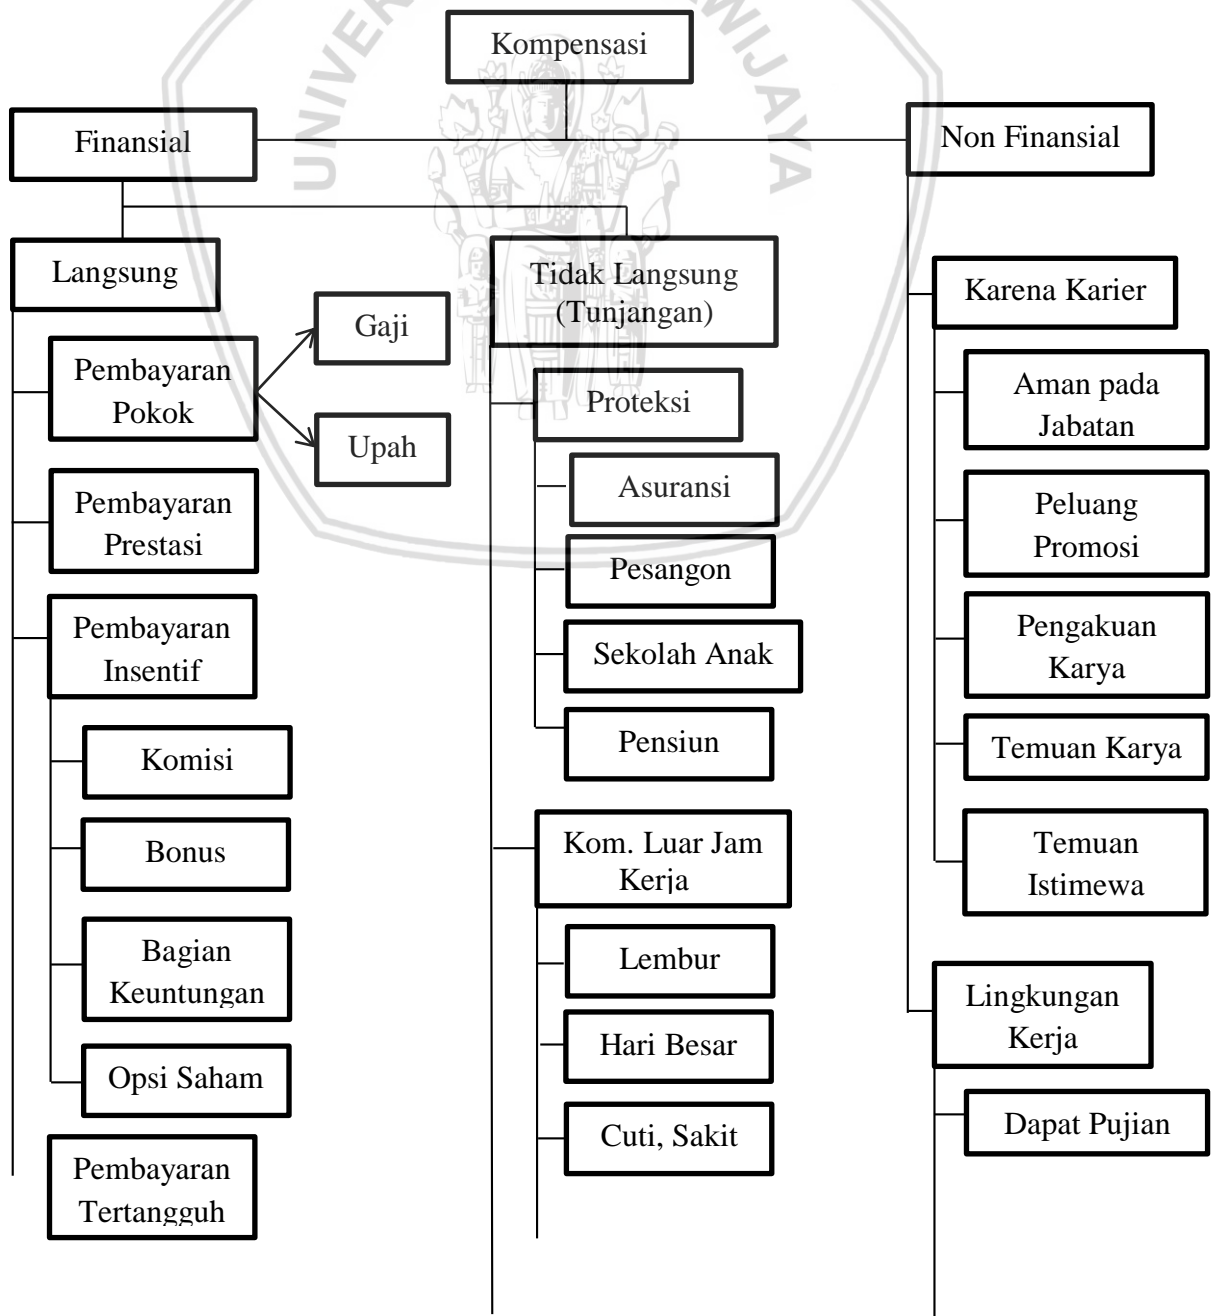 Kompensasi
Finansial
Non Finansial
Langsung
Pembayaran
Pokok
Gaji
Upah
Pembayaran
Prestasi
Pembayaran
Insentif
Komisi
Bonus
Bagian
Keuntungan
Opsi Saham
Pembayaran
Tertangguh
Tidak Langsung
(Tunjangan)
Proteksi
Asuransi
Pesangon
Sekolah Anak
Pensiun
Kom. Luar Jam
Kerja
Lembur
Hari Besar
Cuti, Sakit
Karena Karier
Aman pada
Jabatan
Peluang
Promosi
Pengakuan
Karya
Temuan Karya
Temuan
Istimewa
Lingkungan
Kerja
Dapat Pujian